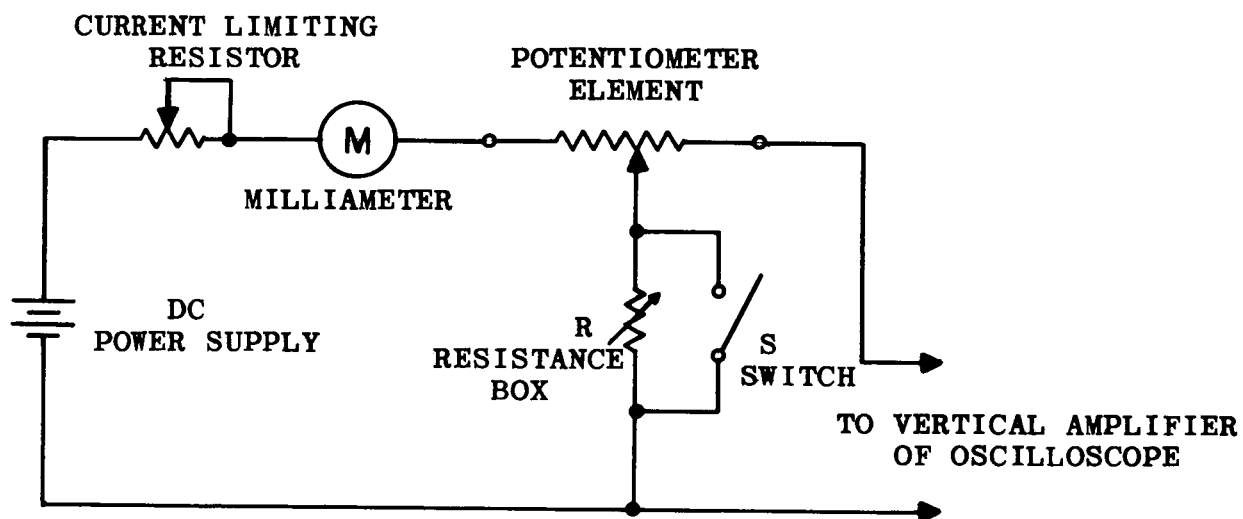 CURRENT LIMITING
RESISTOR
POTENTIOMETER
ELEMENT
M
MILLIAMETER
DC
POWER SUPPLY
R
RESISTANCE
BOX
S
SWITCH
TO VERTICAL AMPLIFIER
OF OSCILLOSCOPE